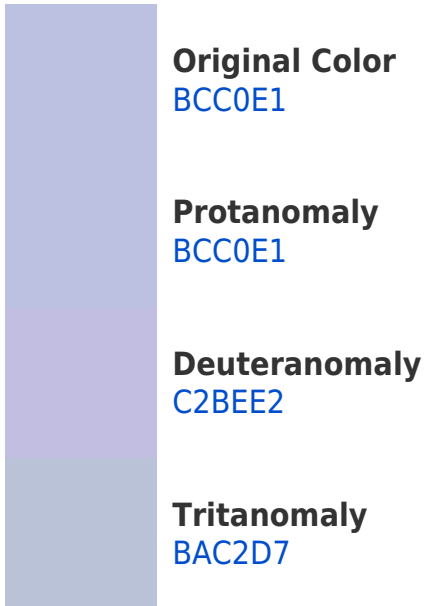 Original Color
BCC0E1
Protanomaly
BCC0E1
Deuteranomaly
C2BEE2
Tritanomaly
BAC2D7